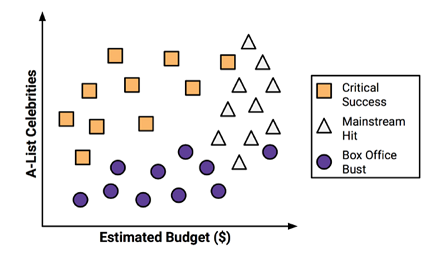 A-List Celebrities
Estimated Budget ($)
Critical
Success
Mainstream
Hit
Box Office
Bust